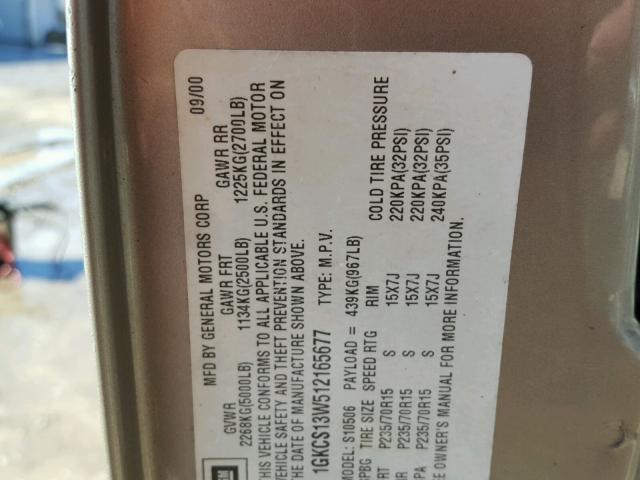 MFD BY GENERAL MOTORS CORP 09/00
GVWR GAWR FRT GAWR RR
2268KG(5000LB) 1134KG(2500LB) 1225KG(2700LB)
THIS VEHICLE CONFORMS TO ALL APPLICABLE U.S. FEDERAL MOTOR
VEHICLE SAFETY AND THEFT PREVENTION STANDARDS IN EFFECT ON
THE DATE OF MANUFACTURE SHOWN ABOVE.
1GKCS13W512165677 TYPE: M.P.V.
MODEL: S10506 PAYLOAD = 439KG(967LB)
SPBG TIRE SIZE SPEED RTG RIM COLD TIRE PRESSURE
RT P235/70R15 S 15X7J 220KPA(32PSI)
RR P235/70R15 S 15X7J 220KPA(32PSI)
PA P235/70R15 S 15X7J 240KPA(35PSI)
OWNER'S MANUAL FOR MORE INFORMATION.
GM